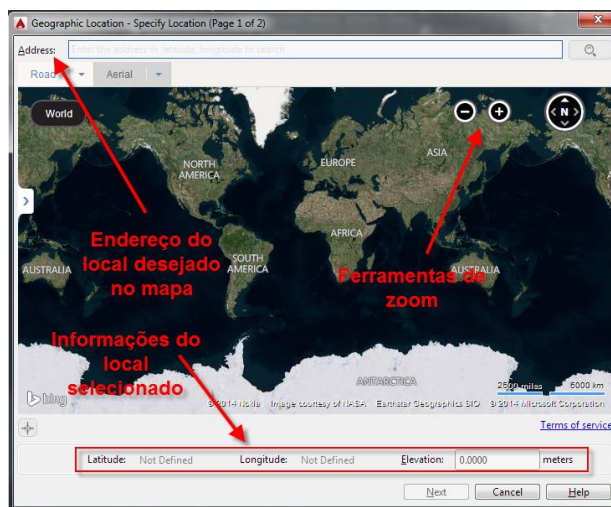 Geographic Location - Specify Location (Page 1 of 2)
Address:
Enter the address or latitude, longitude to search
Road
Aerial
World
N
NORTH
AMERICA
EUROPE
ASIA
AFRICA
SOUTH
AMERICA
AUSTRALIA
AUSTRALIA
Endereço do
local desejado
no mapa
Ferramentas de
zoom
Informações do
local
selecionado
ANTARCTICA
2500 miles
5000 km
bing
© 2014 Nokia
Image courtesy of NASA
Earthstar Geographics SIO
© 2014 Microsoft Corporation
Terms of service
Latitude:
Not Defined
Longitude:
Not Defined
Elevation:
0.0000
meters
Next
Cancel
Help